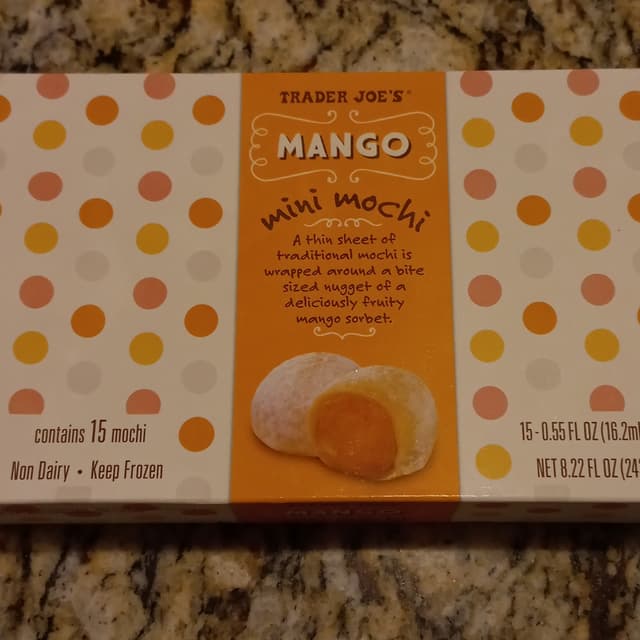 TRADER JOE'S®
MANGO
mini mochi
A thin sheet of
traditional mochi is
wrapped around a bite
sized nugget of a
deliciously fruity
mango sorbet.
contains 15 mochi
Non Dairy • Keep Frozen
15 - 0.55 FL OZ (16.2ml
NET 8.22 FL OZ (24
MANGO